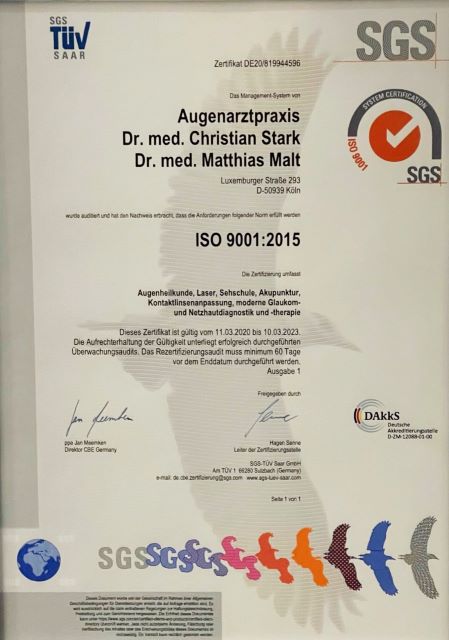 SGS
TÜV
SAAR
SGS
Zertifikat DE20/819944596
Das Management-System von
Augenarztpraxis
Dr. med. Christian Stark
Dr. med. Matthias Malt
Luxemburger Straße 293
D-50939 Köln
SYSTEM CERTIFICATION
ISO 9001
SGS
wurde auditiert und hat den Nachweis erbracht, dass die Anforderungen folgender Norm erfüllt werden
ISO 9001:2015
Die Zertifizierung umfasst
Augenheilkunde, Laser, Sehschule, Akupunktur,
Kontaktlinsenanpassung, moderne Glaukom-
und Netzhautdiagnostik und -therapie
Dieses Zertifikat ist gültig vom 11.03.2020 bis 10.03.2023.
Die Aufrechterhaltung der Gültigkeit unterliegt erfolgreich durchgeführten
Überwachungsaudits. Das Rezertifizierungsaudit muss minimum 60 Tage
vor dem Enddatum durchgeführt werden.
Ausgabe 1
Freigegeben durch
ppa Jan Meemken
Direktor CBE Germany
Hagen Senne
Leiter der Zertifizierungsstelle
DAkkS
Deutsche
Akkreditierungsstelle
D-ZM-12088-01-00
SGS-TÜV Saar GmbH
Am TÜV 1 66280 Sulzbach (Germany)
e-mail: de.cbe.zertifizierung@sgs.com www.sgs-tuev-saar.com
Seite 1 von 1
SGS SGS SGS